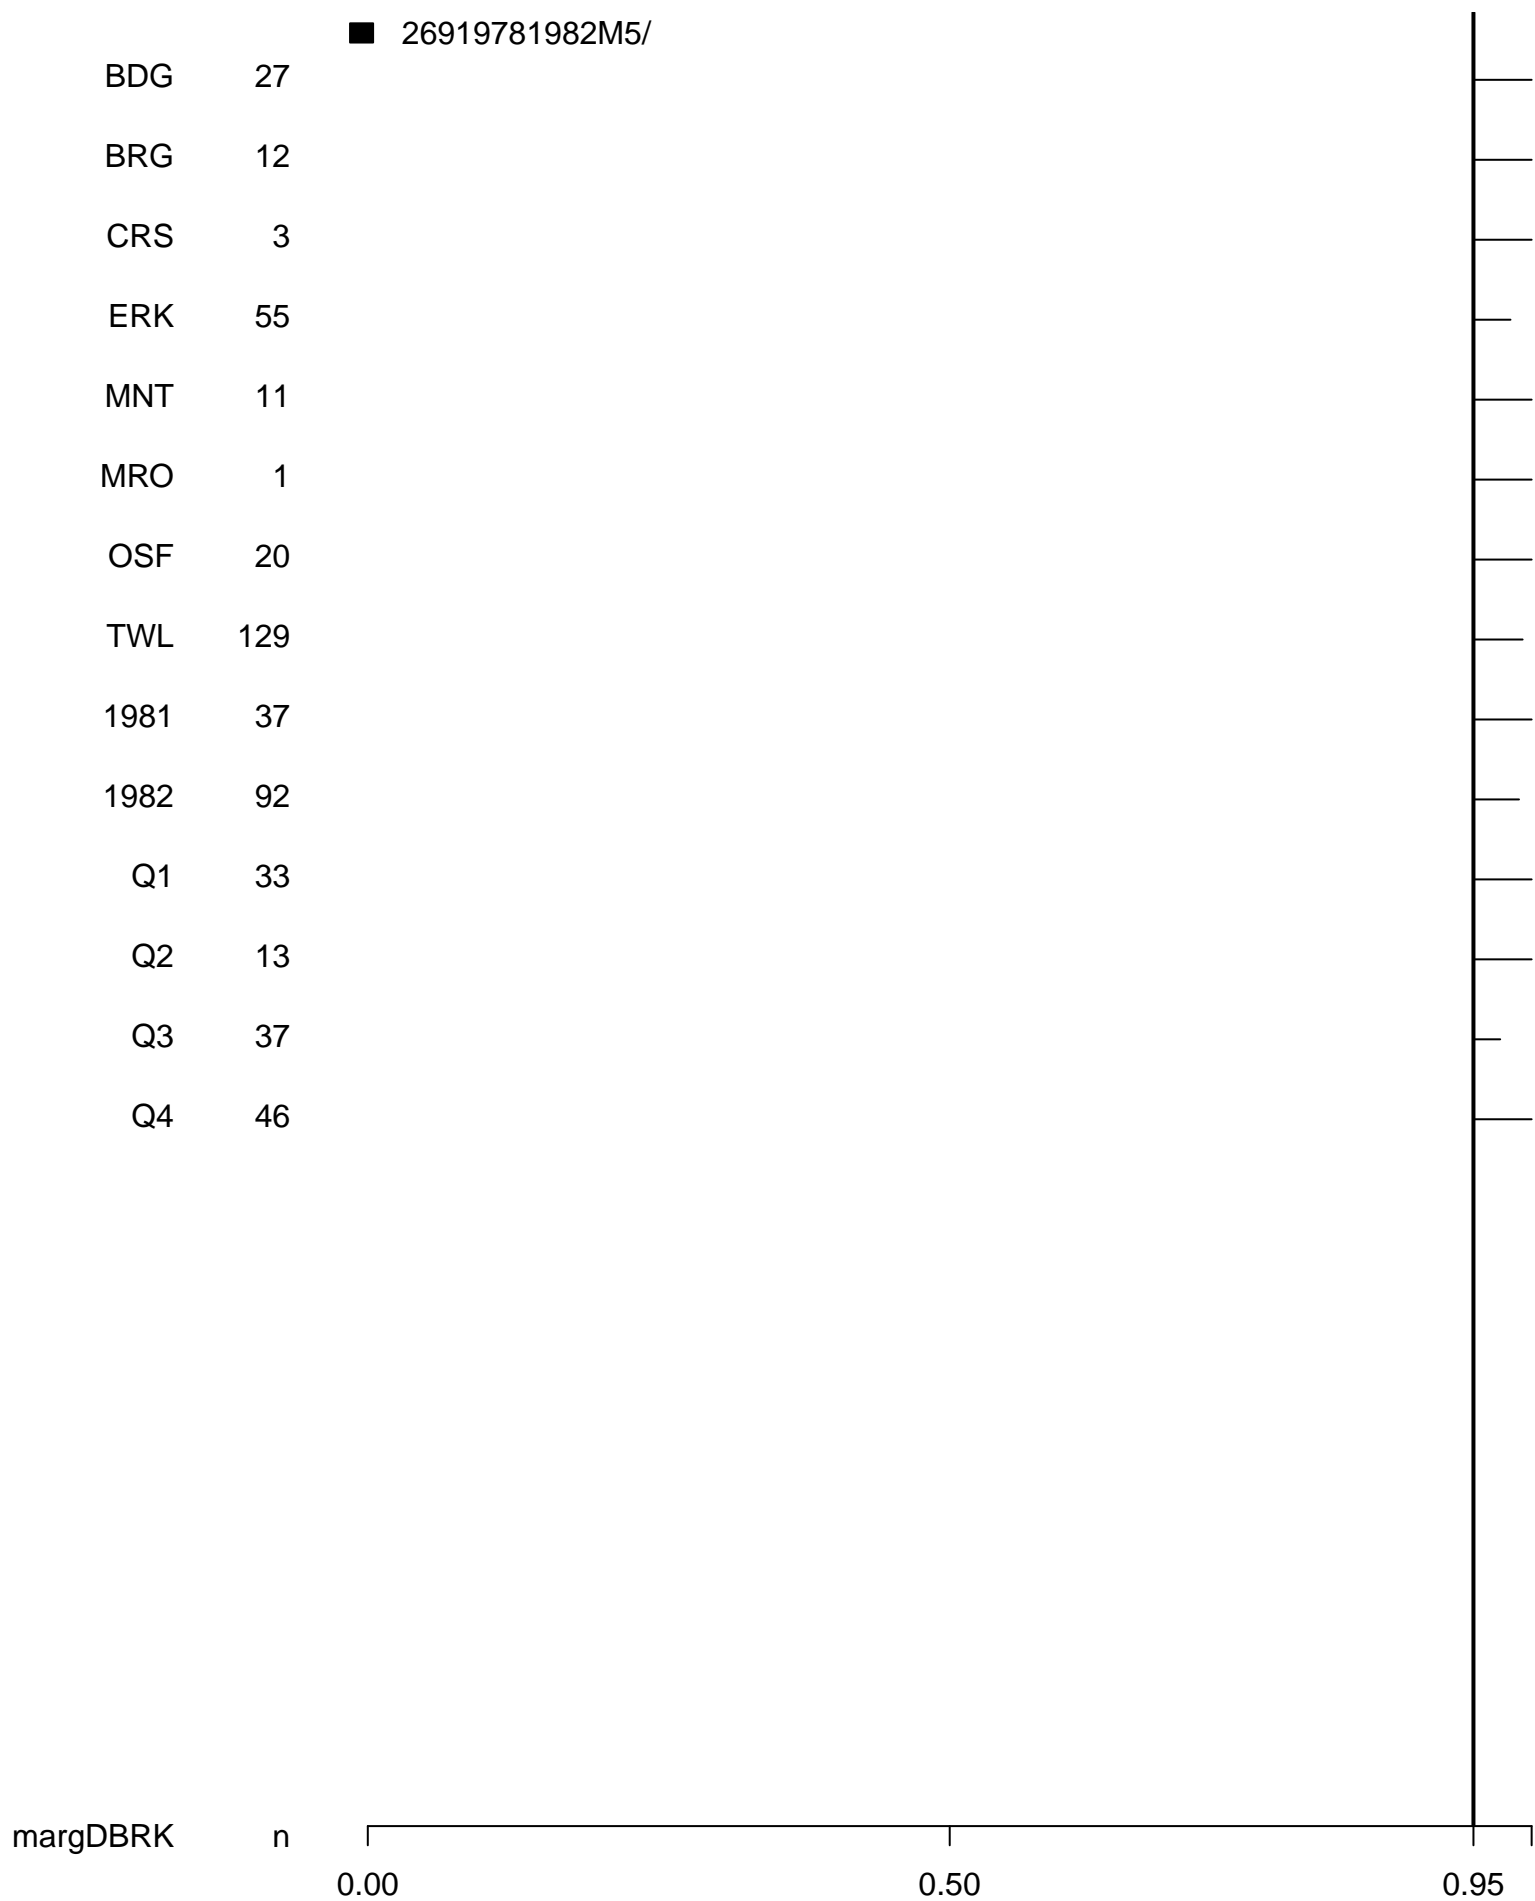 26919781982M5/
BDG 27
BRG 12
CRS 3
ERK 55
MNT 11
MRO 1
OSF 20
TWL 129
1981 37
1982 92
Q1 33
Q2 13
Q3 37
Q4 46
margDBRK n
0.00 0.50 0.95